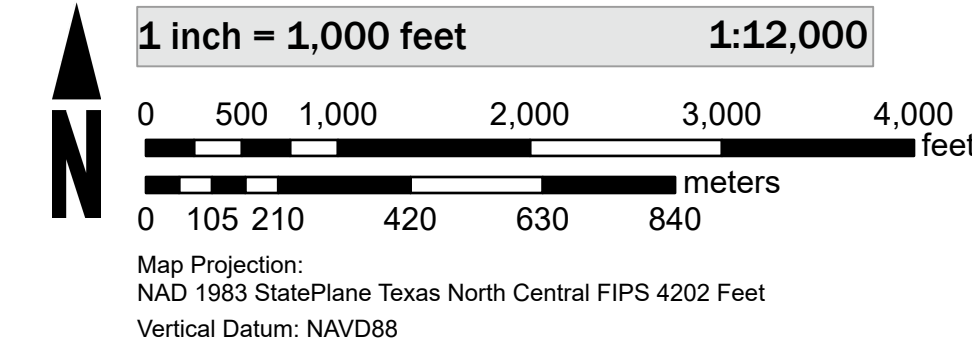 1 inch = 1,000 feet 1:12,000
0 500 1,000 2,000 3,000 4,000
feet
meters
0 105 210 420 630 840
N
Map Projection:
NAD 1983 StatePlane Texas North Central FIPS 4202 Feet
Vertical Datum: NAVD88